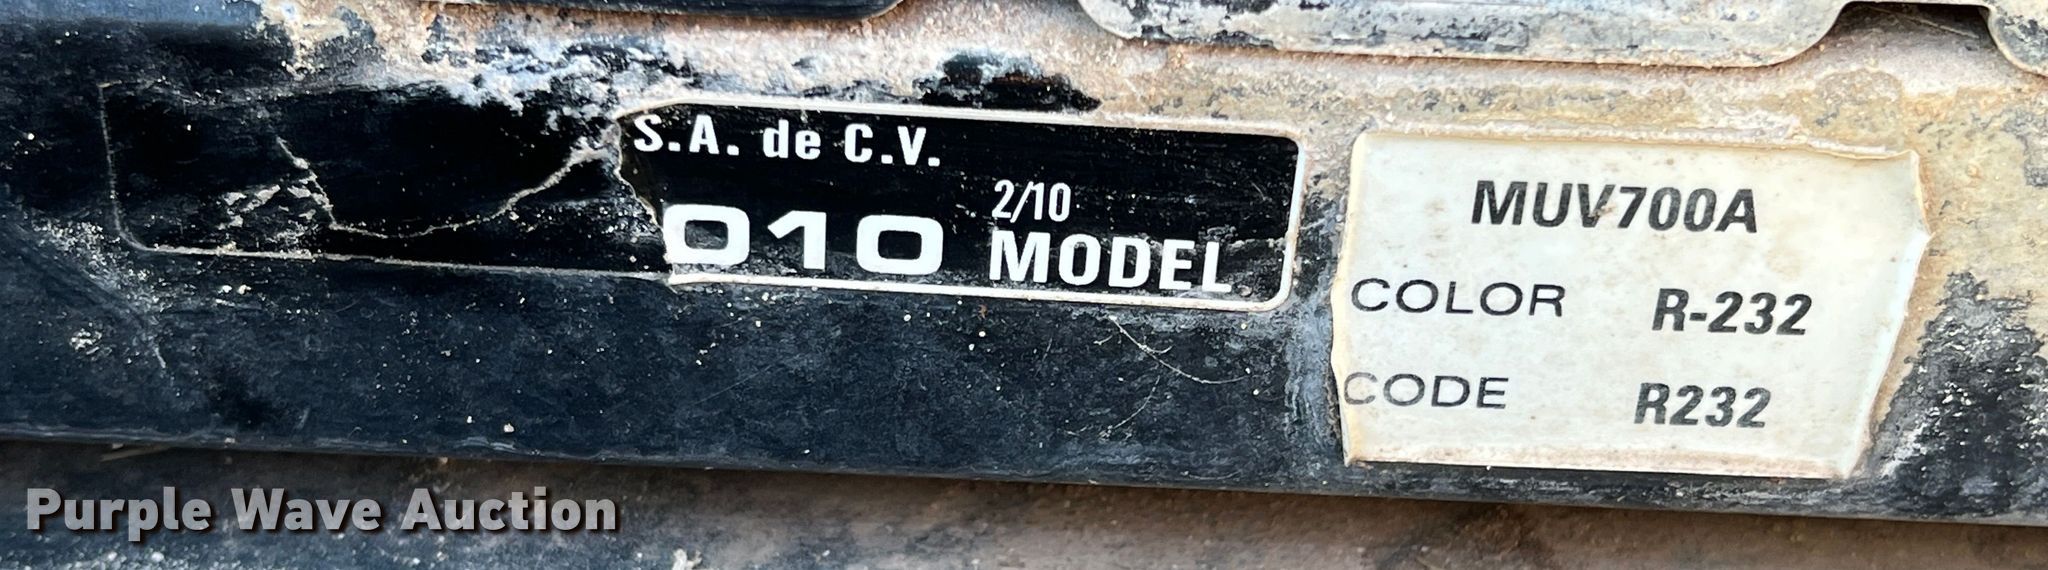 S.A. de C.V.
010 2/10 MODEL
MUV700A
COLOR R-232
CODE R232
Purple Wave Auction